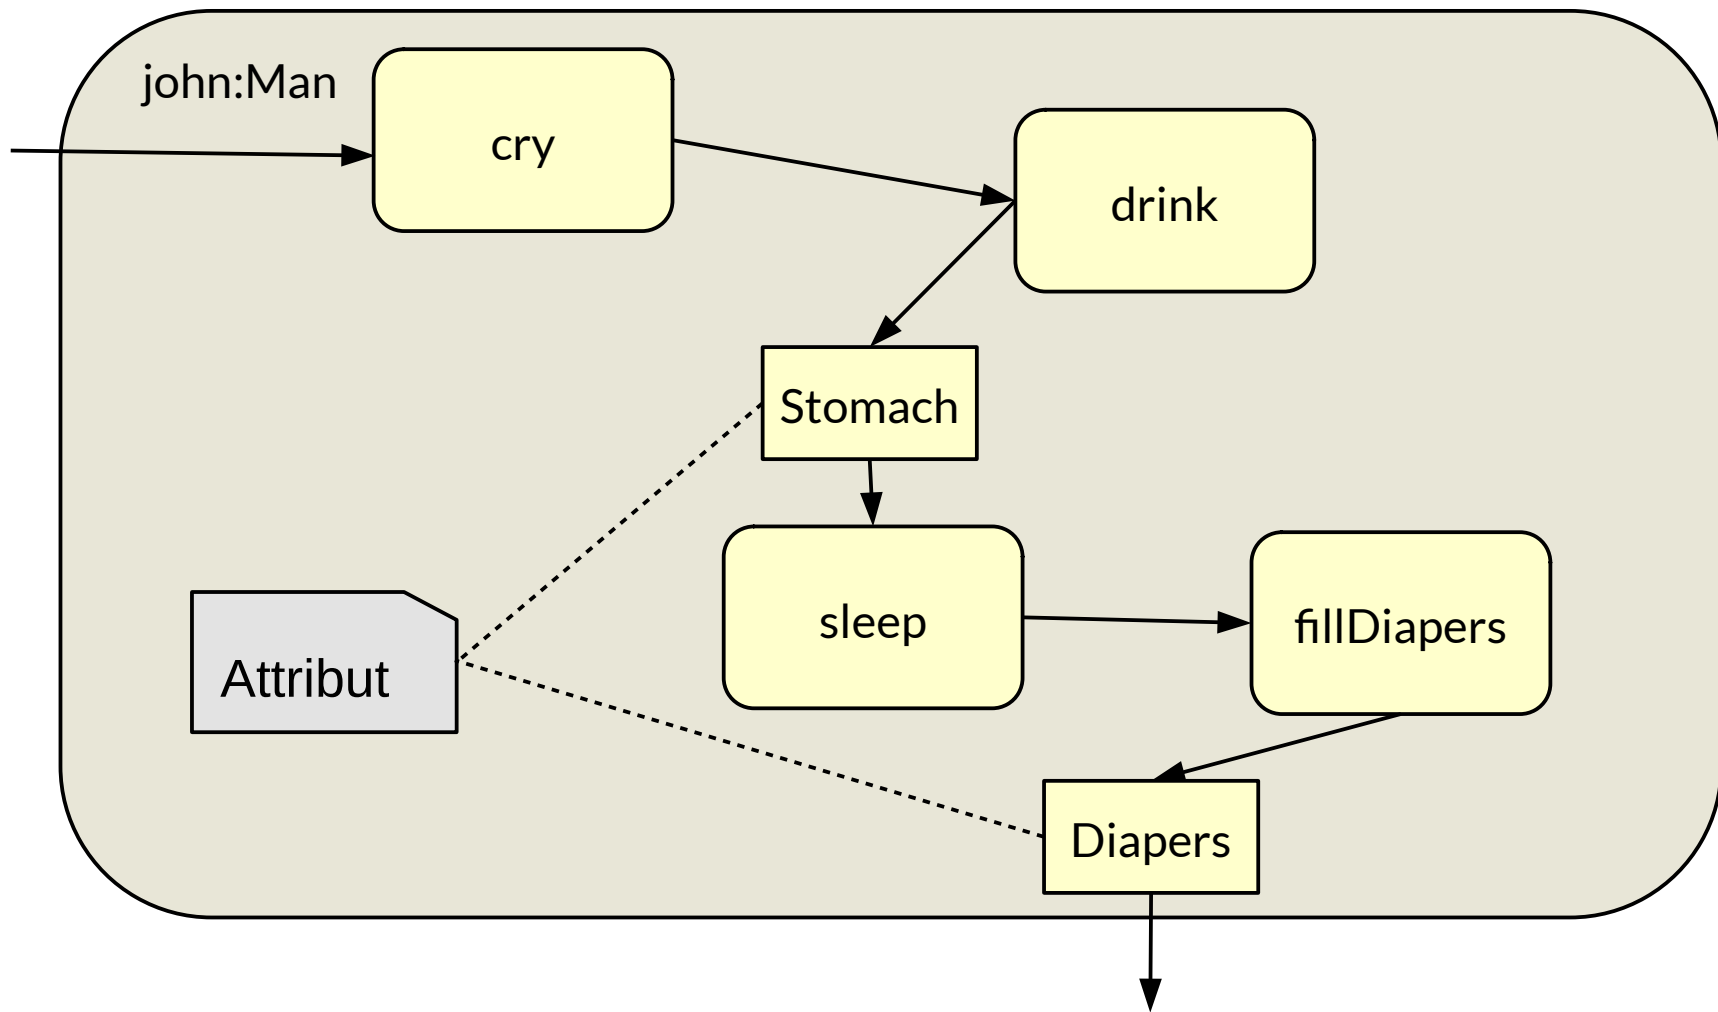 john:Man
cry
drink
Stomach
sleep
fillDiapers
Attribut
Diapers